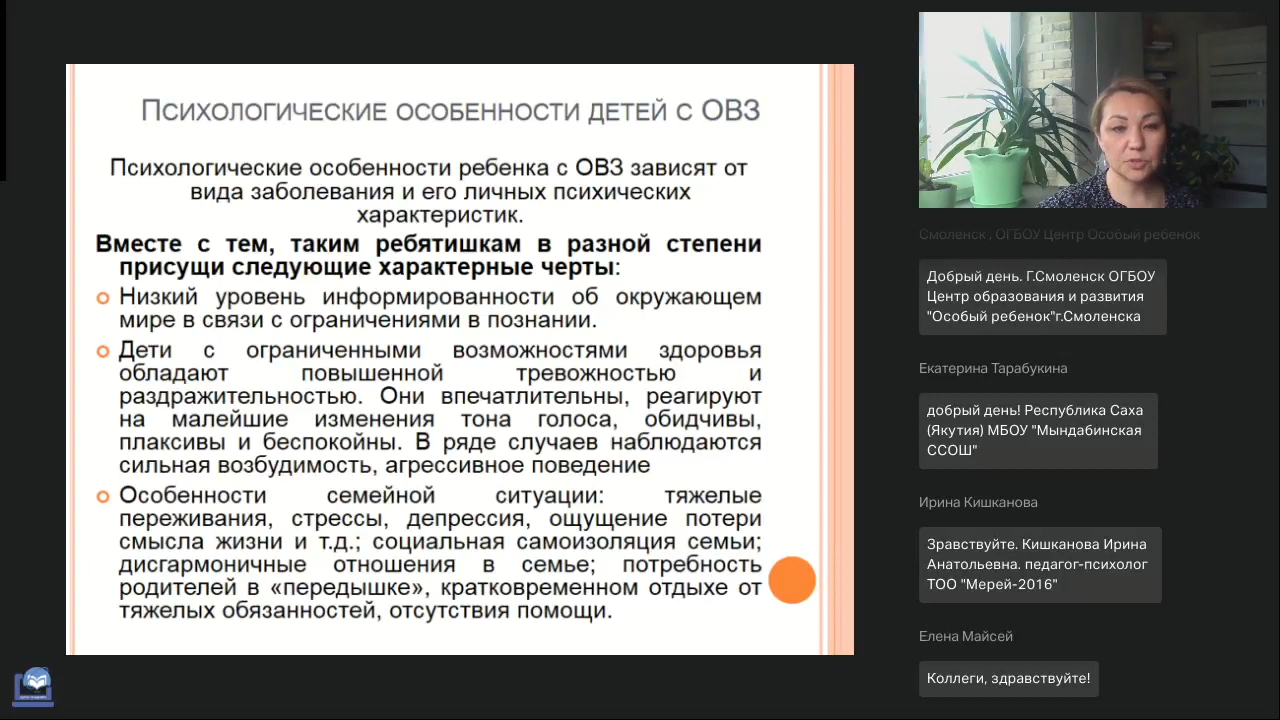 Психологические особенности детей с ОВЗ
Психологические особенности ребенка с ОВЗ зависят от
вида заболевания и его личных психических
характеристик.
Вместе с тем, таким ребятишкам в разной степени
присущи следующие характерные черты:
Низкий уровень информированности об окружающем
мире в связи с ограничениями в познании.
Дети с ограниченными возможностями здоровья
обладают повышенной тревожностью и
раздражительностью. Они впечатлительны, реагируют
на малейшие изменения тона голоса, обидчивы,
плаксивы и беспокойны. В ряде случаев наблюдаются
сильная возбудимость, агрессивное поведение
Особенности семейной ситуации: тяжелые
переживания, стрессы, депрессия, ощущение потери
смысла жизни и т.д.; социальная самоизоляция семьи;
дисгармоничные отношения в семье; потребность
родителей в «передышке», кратковременном отдыхе от
тяжелых обязанностей, отсутствия помощи.
Смоленск , ОГБОУ Центр Особый ребенок
Добрый день. Г.Смоленск ОГБОУ
Центр образования и развития
"Особый ребенок"г.Смоленска
Екатерина Тарабукина
добрый день! Республика Саха
(Якутия) МБОУ "Мындабинская
ССОШ"
Ирина Кишканова
Зравствуйте. Кишканова Ирина
Анатольевна. педагог-психолог
ТОО "Мерей-2016"
Елена Майсей
Коллеги, здравствуйте!